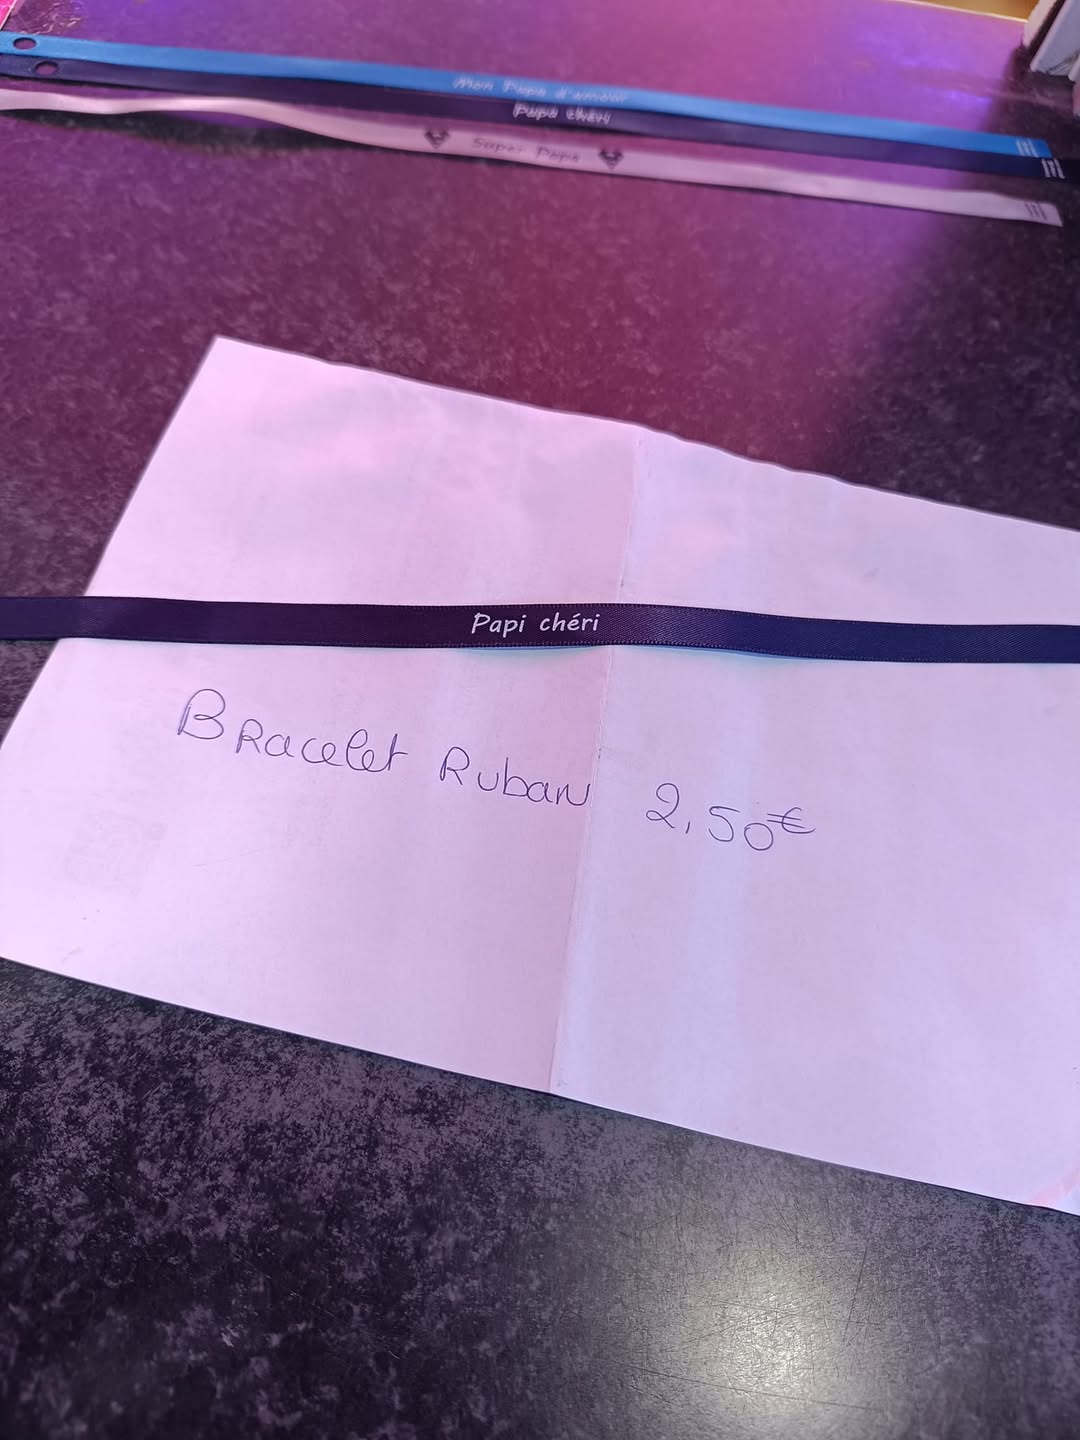 Mon Papa d'amour
Papa chéri
Super Papa
Papi chéri
Bracelet Ruban 2,50€